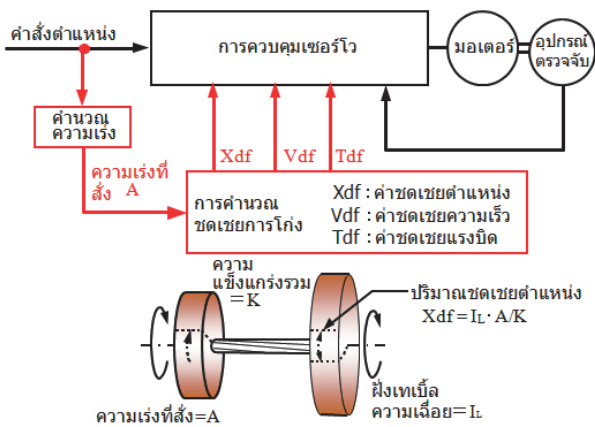 คำสั่งตำแหน่ง
การควบคุมเซอร์โว
มอเตอร์
อุปกรณ์
ตรวจจับ
คำนวณ
ความเร่ง
Xdf
Vdf
Tdf
ความเร่งที่
สั่ง A
การคำนวณ
ชดเชยการโก่ง
Xdf : ค่าชดเชยตำแหน่ง
Vdf : ค่าชดเชยความเร็ว
Tdf : ค่าชดเชยแรงบิด
ความ
แข็งแกร่งรวม
=K
ปริมาณชดเชยตำแหน่ง
Xdf=IL·A/K
ความเร่งที่สั่ง=A
ฝั่งเทเบิ้ล
ความเฉื่อย=IL